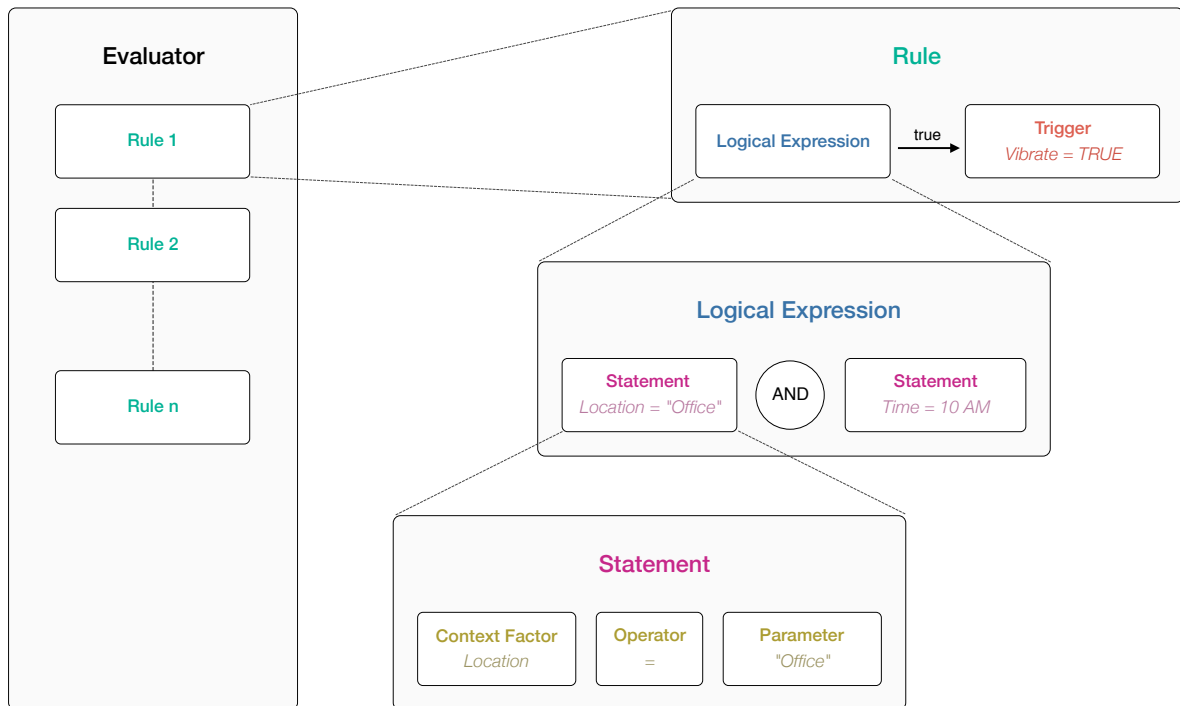 Evaluator
Rule 1
Rule 2
Rule n
Rule
Logical Expression
true
Trigger
Vibrate = TRUE
Logical Expression
Statement
Location = "Office"
AND
Statement
Time = 10 AM
Statement
Context Factor
Location
Operator
=
Parameter
"Office"